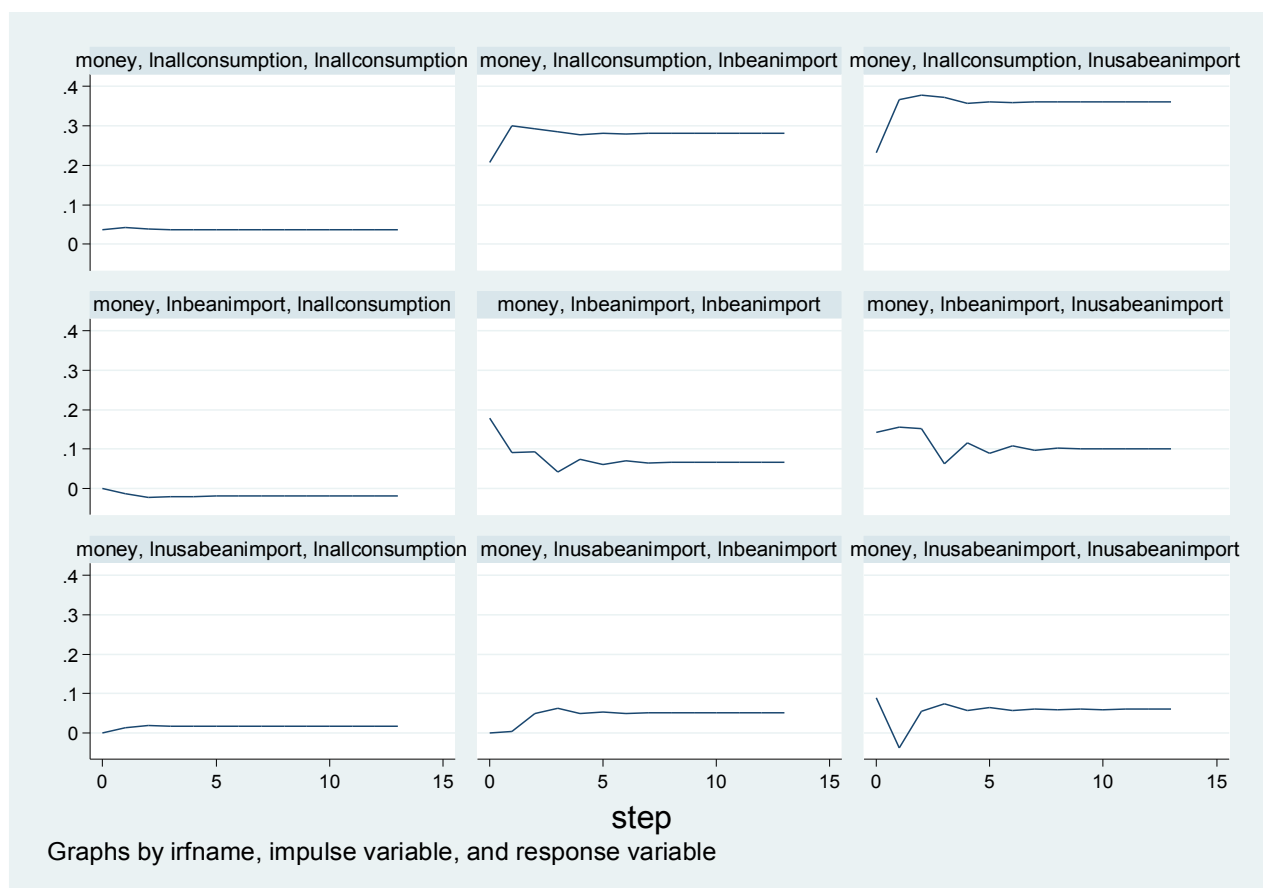 money, lnallconsumption, lnallconsumption
money, lnallconsumption, lnbeanimport
money, lnallconsumption, lnusabeanimport
.4
.3
.2
.1
0
money, lnbeanimport, lnallconsumption
money, lnbeanimport, lnbeanimport
money, lnbeanimport, lnusabeanimport
.4
.3
.2
.1
0
money, lnusabeanimport, lnallconsumption
money, lnusabeanimport, lnbeanimport
money, lnusabeanimport, lnusabeanimport
.4
.3
.2
.1
0
0 5 10 15
0 5 10 15
0 5 10 15
step
Graphs by irfname, impulse variable, and response variable